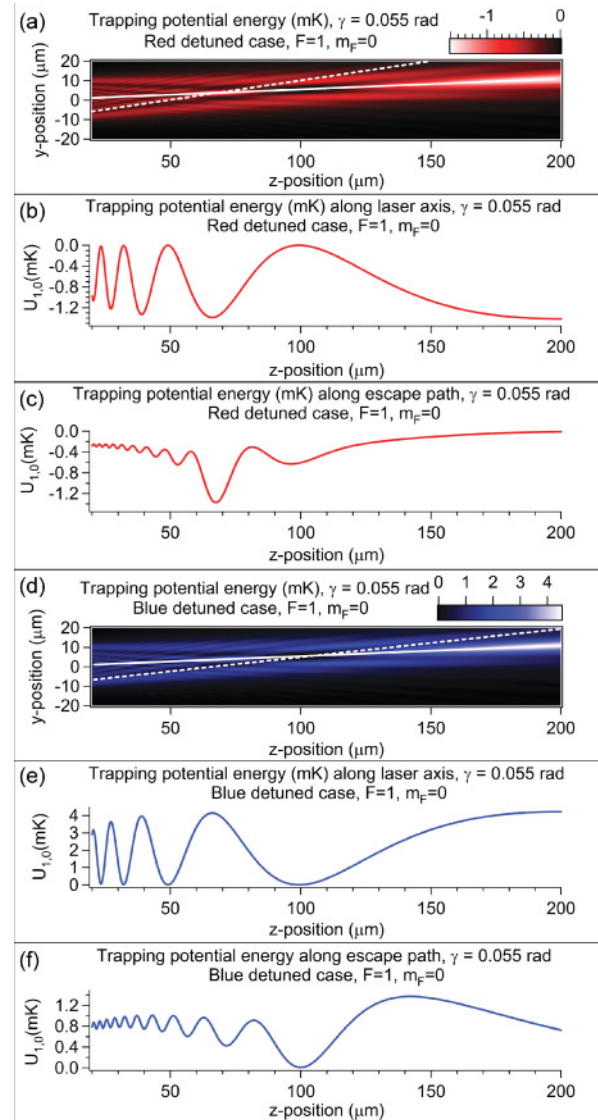 (a)
Trapping potential energy (mK), γ = 0.055 rad
Red detuned case, F=1, mF=0
-1 0
y-position (μm)
20
10
0
-10
-20
50 100 150 200
z-position (μm)
(b)
Trapping potential energy (mK) along laser axis, γ = 0.055 rad
Red detuned case, F=1, mF=0
U1,0(mK)
0.0
-0.4
-0.8
-1.2
50 100 150 200
z-position (μm)
(c)
Trapping potential energy (mK) along escape path, γ = 0.055 rad
Red detuned case, F=1, mF=0
U1,0(mK)
0.0
-0.4
-0.8
-1.2
50 100 150 200
z-position (μm)
(d)
Trapping potential energy (mK), γ = 0.055 rad
Blue detuned case, F=1, mF=0
0 1 2 3 4
y-position (μm)
20
10
0
-10
-20
50 100 150 200
z-position (μm)
(e)
Trapping potential energy (mK) along laser axis, γ = 0.055 rad
Blue detuned case, F=1, mF=0
U1,0(mK)
4
3
2
1
0
50 100 150 200
z-position (μm)
(f)
Trapping potential energy along escape path, γ = 0.055 rad
Blue detuned case, F=1, mF=0
U1,0(mK)
1.2
0.8
0.4
0.0
50 100 150 200
z-position (μm)